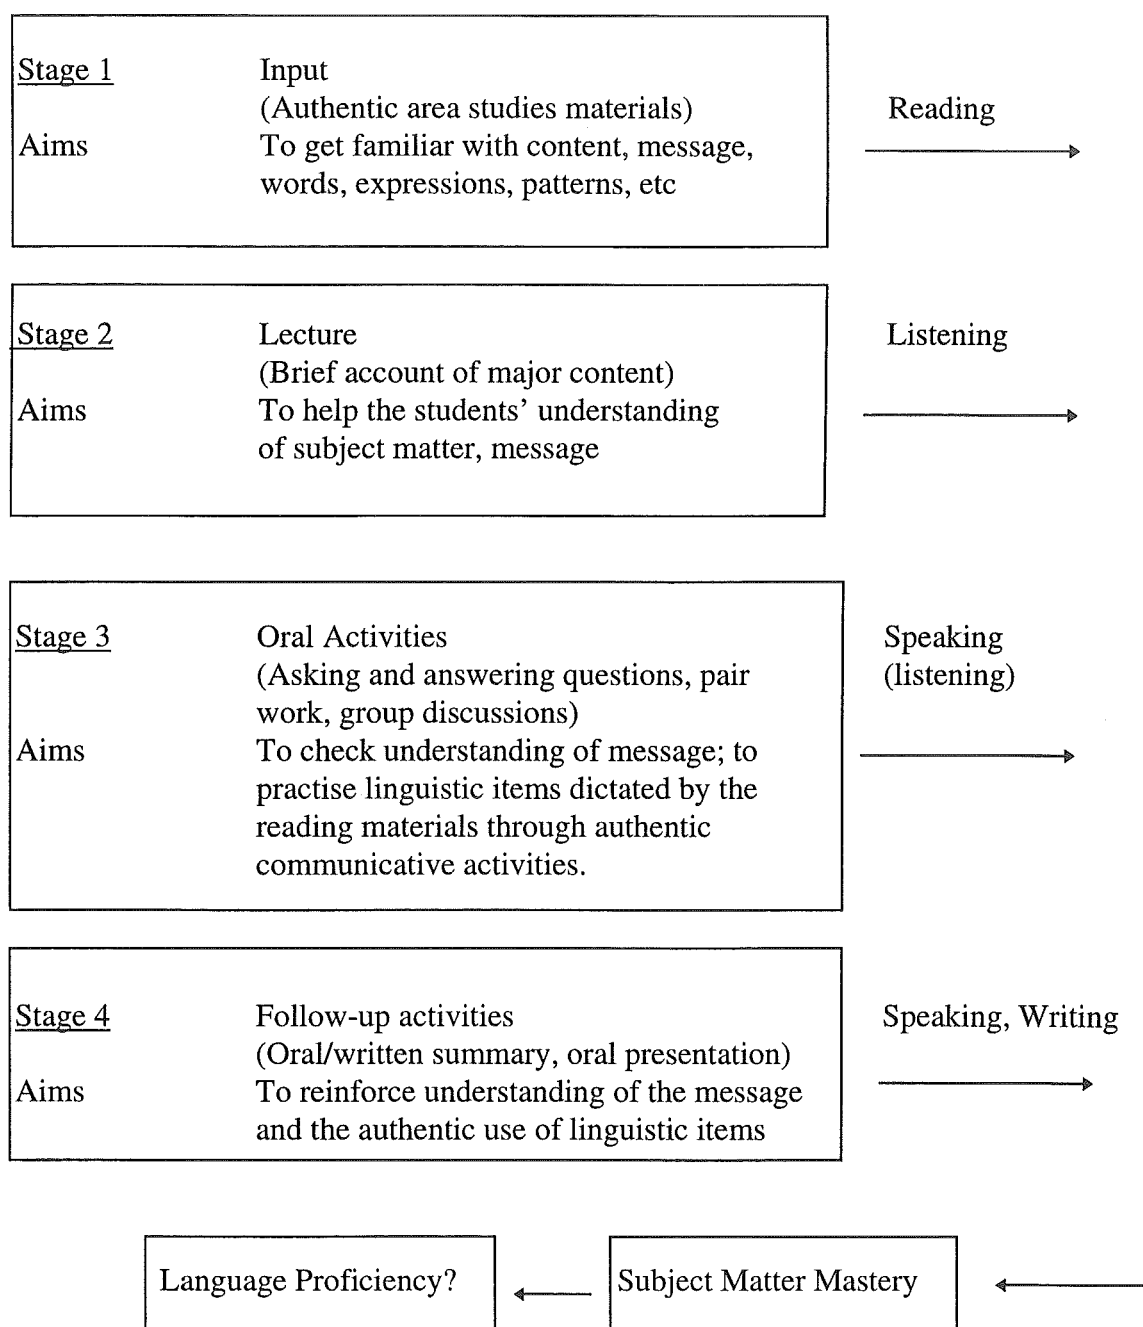 Stage 1 Input
(Authentic area studies materials) Reading
Aims To get familiar with content, message,
words, expressions, patterns, etc
Stage 2 Lecture Listening
(Brief account of major content)
Aims To help the students’ understanding
of subject matter, message
Stage 3 Oral Activities Speaking
(Asking and answering questions, pair (listening)
work, group discussions)
Aims To check understanding of message; to
practise linguistic items dictated by the
reading materials through authentic
communicative activities.
Stage 4 Follow-up activities Speaking, Writing
(Oral/written summary, oral presentation)
Aims To reinforce understanding of the message
and the authentic use of linguistic items
Language Proficiency? Subject Matter Mastery